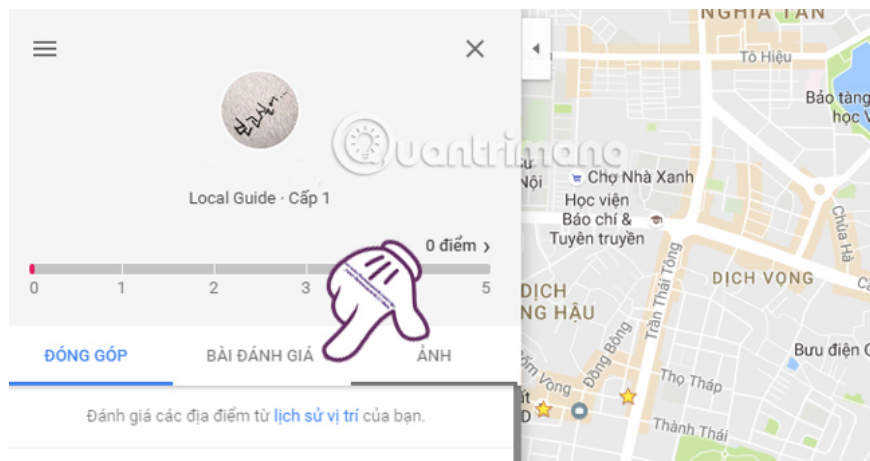 Quantrimang
Local Guide · Cấp 1
0 điểm ›
0 1 2 3 5
ĐÓNG GÓP BÀI ĐÁNH GIÁ ẢNH
Đánh giá các địa điểm từ lịch sử vị trí của bạn.
NGHĨA TÂN
Tô Hiệu
Bảo tàng
học
Nội
Chợ Nhà Xanh
Học viện
Báo chí &
Tuyên truyền
Chùa Hà
Trần Thái Tông
DỊCH VỌNG
DỊCH
NG HẬU
Bưu điện
Đồng Bông
Vọng
Thọ Tháp
Thành Thái